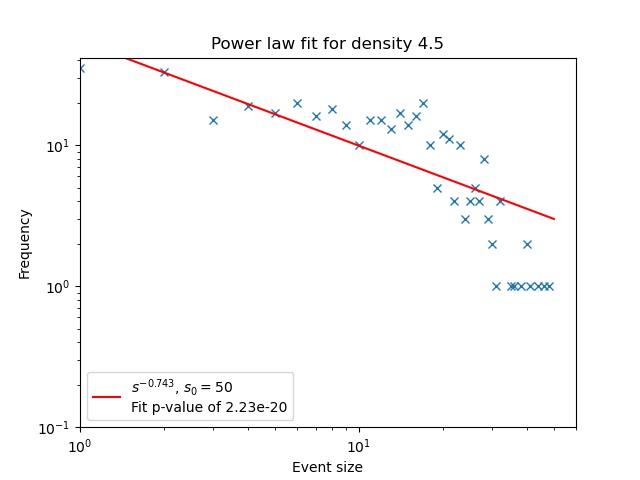 Power law fit for density 4.5
Frequency
10¹
10⁰
10⁻¹
s^{-0.743}, s₀ = 50
Fit p-value of 2.23e-20
10⁰
10¹
Event size